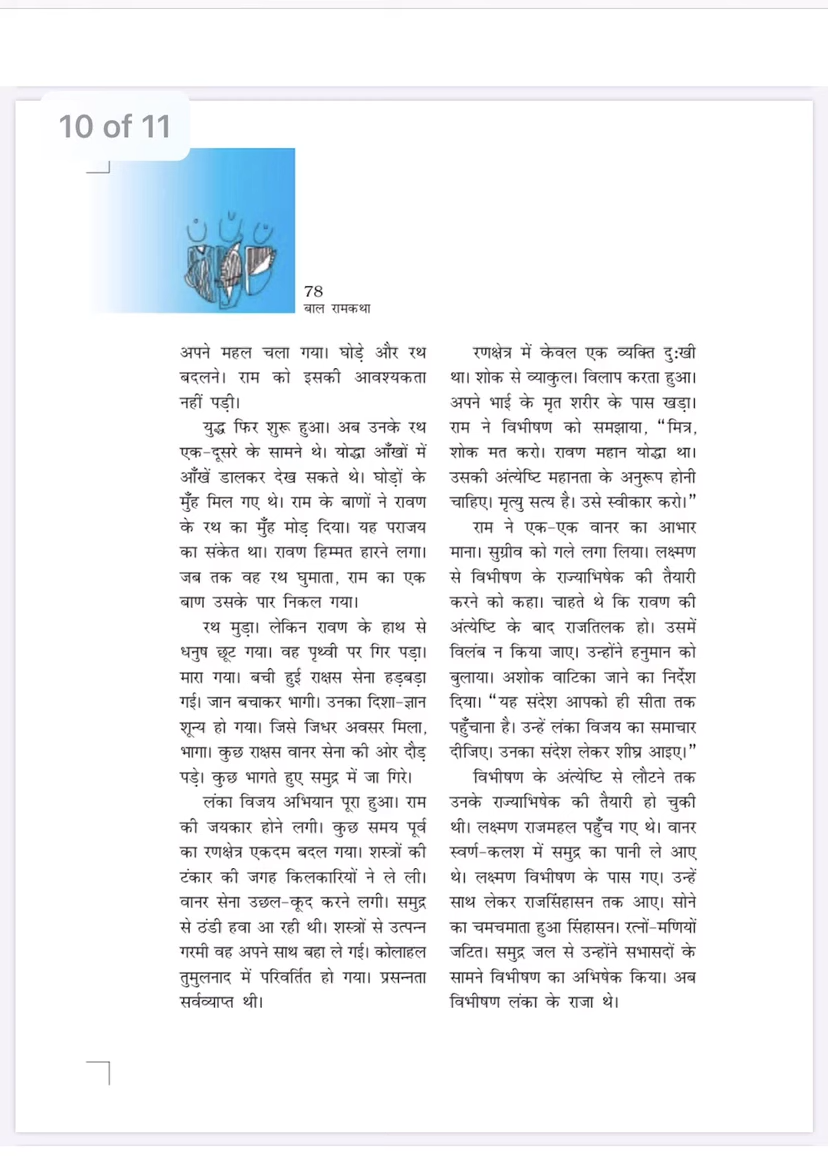 10 of 11
78
बाल रामकथा
अपने महल चला गया। घोड़े और रथ
बदलने। राम को इसकी आवश्यकता
नहीं पड़ी।
युद्ध फिर शुरू हुआ। अब उनके रथ
एक-दूसरे के सामने थे। योद्धा आँखों में
आँखें डालकर देख सकते थे। घोड़ों के
मुँह मिल गए थे। राम के बाणों ने रावण
के रथ का मुँह मोड़ दिया। यह पराजय
का संकेत था। रावण हिम्मत हारने लगा।
जब तक वह रथ घुमाता, राम का एक
बाण उसके पार निकल गया।
रथ मुड़ा। लेकिन रावण के हाथ से
धनुष छूट गया। वह पृथ्वी पर गिर पड़ा।
मारा गया। बची हुई राक्षस सेना हड़बड़ा
गई। जान बचाकर भागी। उनका दिशा-ज्ञान
शून्य हो गया। जिसे जिधर अवसर मिला,
भागा। कुछ राक्षस वानर सेना की ओर दौड़
पड़े। कुछ भागते हुए समुद्र में जा गिरे।
लंका विजय अभियान पूरा हुआ। राम
की जयकार होने लगी। कुछ समय पूर्व
का रणक्षेत्र एकदम बदल गया। शस्त्रों की
टंकार की जगह किलकारियों ने ले ली।
वानर सेना उछल-कूद करने लगी। समुद्र
से ठंडी हवा आ रही थी। शस्त्रों से उत्पन्न
गरमी वह अपने साथ बहा ले गई। कोलाहल
तुमुलनाद में परिवर्तित हो गया। प्रसन्नता
सर्वव्याप्त थी।
रणक्षेत्र में केवल एक व्यक्ति दुःखी
था। शोक से व्याकुल। विलाप करता हुआ।
अपने भाई के मृत शरीर के पास खड़ा।
राम ने विभीषण को समझाया, “मित्र,
शोक मत करो। रावण महान योद्धा था।
उसकी अंत्येष्टि महानता के अनुरूप होनी
चाहिए। मृत्यु सत्य है। उसे स्वीकार करो।”
राम ने एक-एक वानर का आभार
माना। सुग्रीव को गले लगा लिया। लक्ष्मण
से विभीषण के राज्याभिषेक की तैयारी
करने को कहा। चाहते थे कि रावण की
अंत्येष्टि के बाद राजतिलक हो। उसमें
विलंब न किया जाए। उन्होंने हनुमान को
बुलाया। अशोक वाटिका जाने का निर्देश
दिया। “यह संदेश आपको ही सीता तक
पहुँचाना है। उन्हें लंका विजय का समाचार
दीजिए। उनका संदेश लेकर शीघ्र आइए।”
विभीषण के अंत्येष्टि से लौटने तक
उनके राज्याभिषेक की तैयारी हो चुकी
थी। लक्ष्मण राजमहल पहुँच गए थे। वानर
स्वर्ण-कलश में समुद्र का पानी ले आए
थे। लक्ष्मण विभीषण के पास गए। उन्हें
साथ लेकर राजसिंहासन तक आए। सोने
का चमचमाता हुआ सिंहासन। रत्नों-मणियों
जटित। समुद्र जल से उन्होंने सभासदों के
सामने विभीषण का अभिषेक किया। अब
विभीषण लंका के राजा थे।